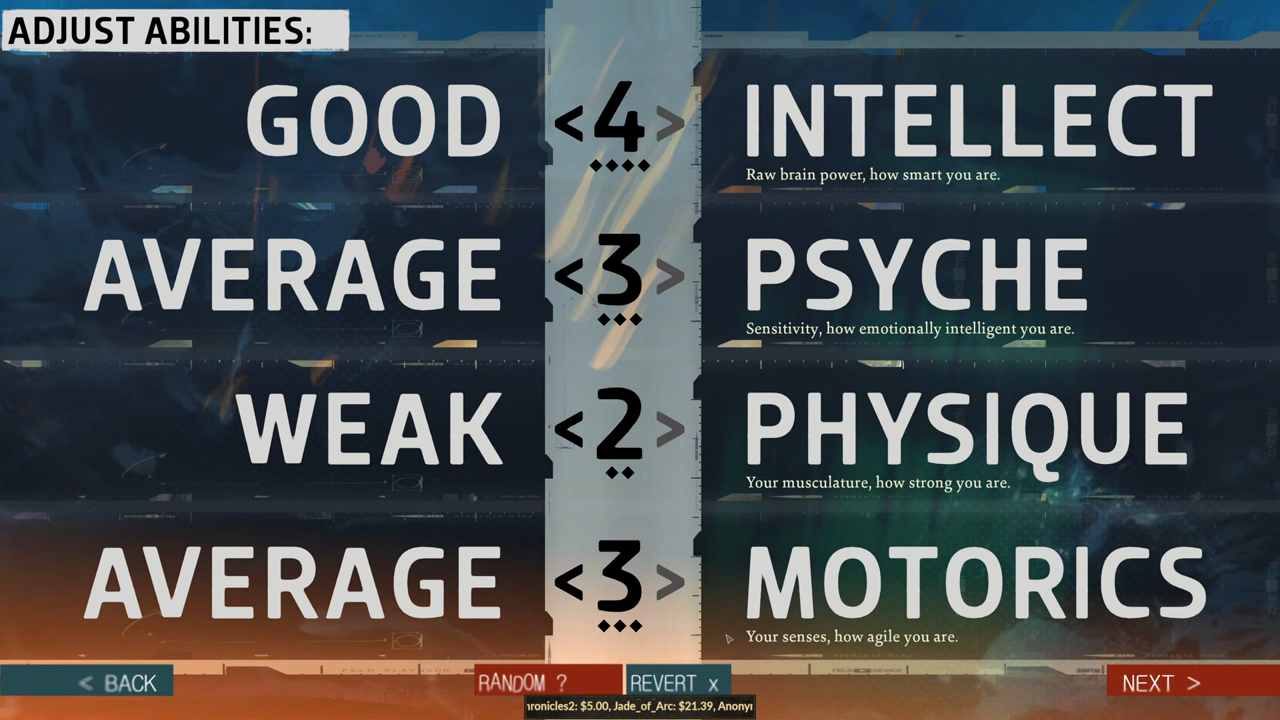 ADJUST ABILITIES:
GOOD <4> INTELLECT
Raw brain power, how smart you are.
AVERAGE <3> PSYCHE
Sensitivity, how emotionally intelligent you are.
WEAK <2> PHYSIQUE
Your musculature, how strong you are.
AVERAGE <3> MOTORICS
Your senses, how agile you are.
< BACK RANDOM ? REVERT x NEXT >
ronicles2: $5.00, Jade_of_Arc: $21.39, Anony